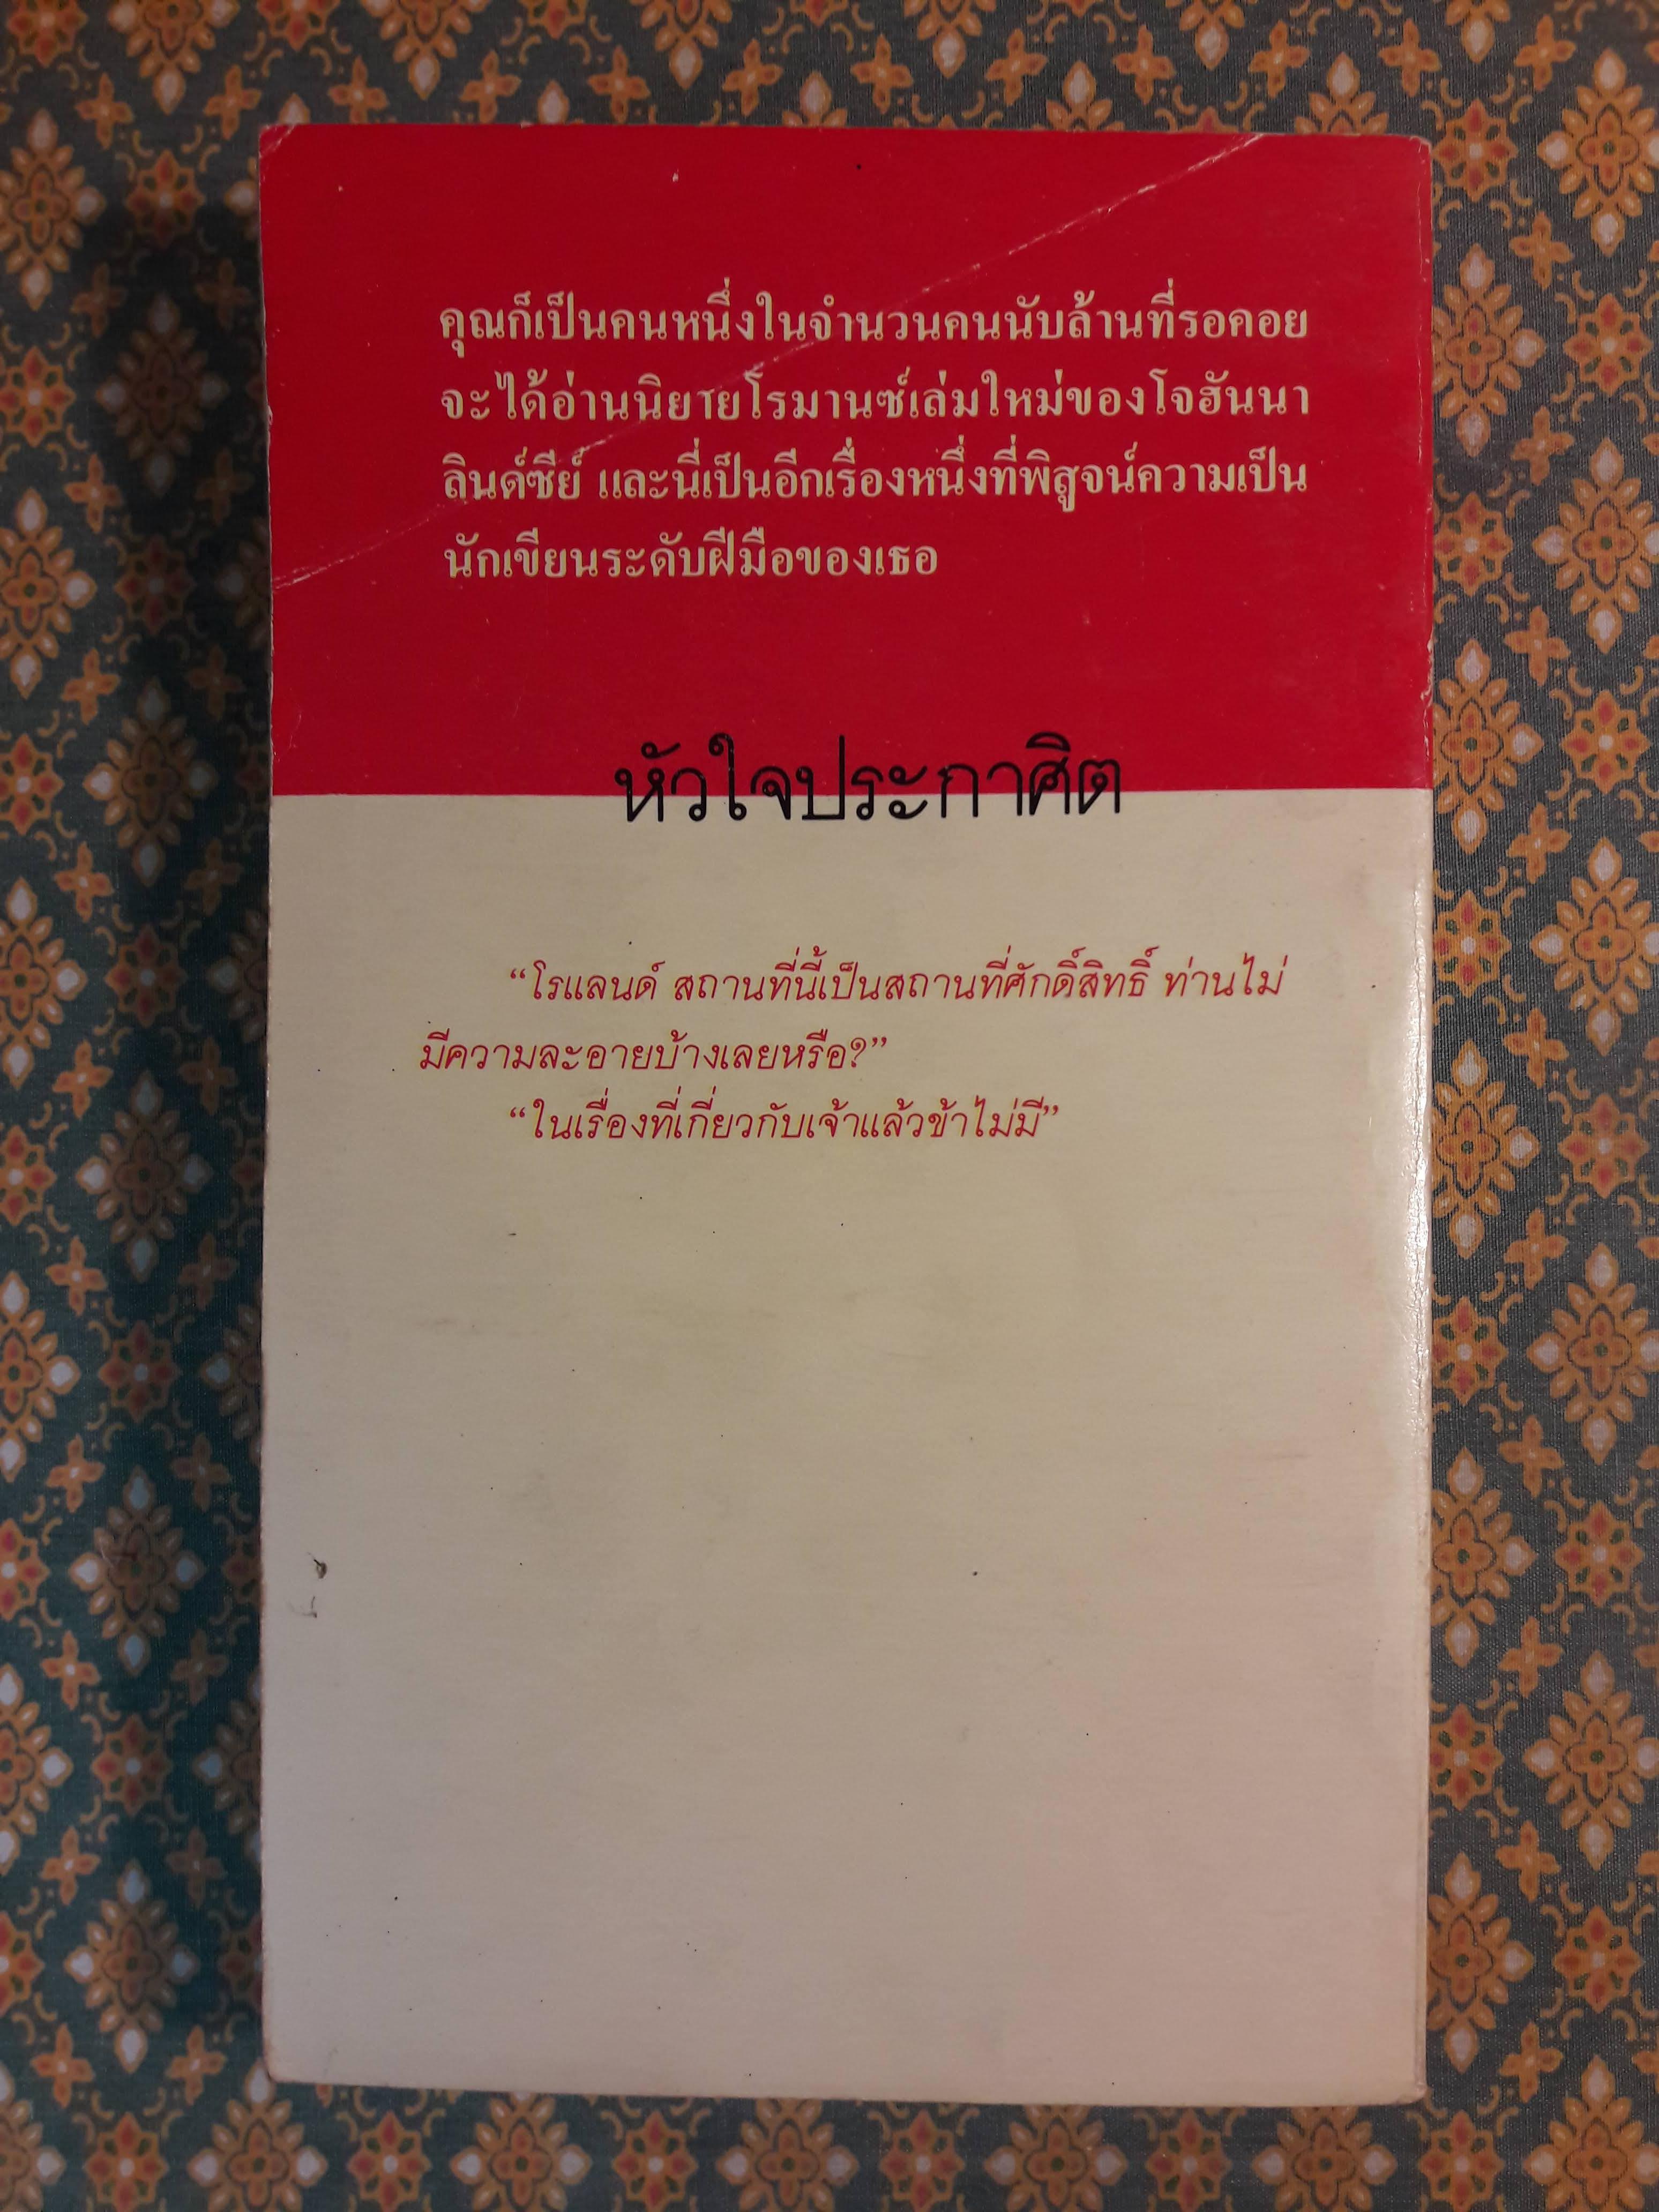 คุณก็เป็นคนหนึ่งในจำนวนคนนับล้านที่รอคอย
จะได้อ่านนิยายโรมานซ์เล่มใหม่ของโจฮันนา
ลินด์ซีย์ และนี่เป็นอีกเรื่องหนึ่งที่พิสูจน์ความเป็น
นักเขียนระดับฝีมือของเธอ
หัวใจประกาศิต
“โรแลนด์ สถานที่นี้เป็นสถานที่ศักดิ์สิทธิ์ ท่านไม่
มีความละอายบ้างเลยหรือ?”
“ในเรื่องที่เกี่ยวกับเจ้าแล้วข้าไม่มี”